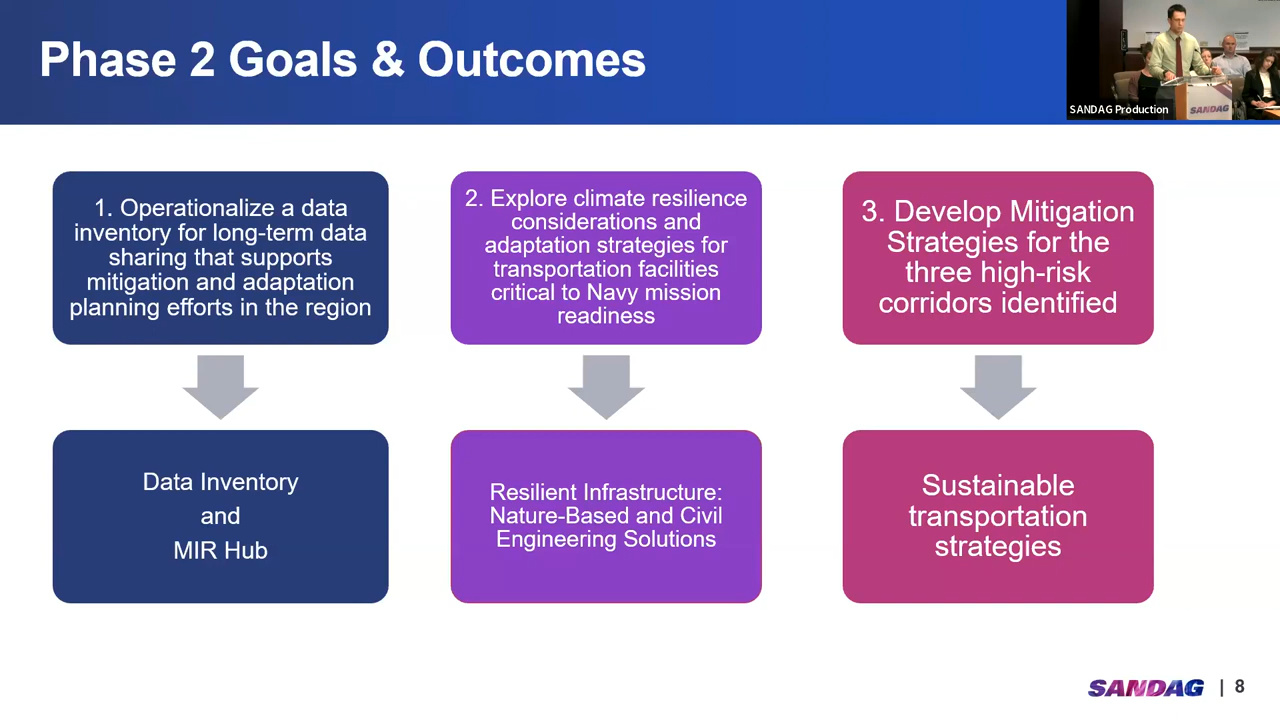 Phase 2 Goals & Outcomes
SANDAG Production
SANDAG
1. Operationalize a data
inventory for long-term data
sharing that supports
mitigation and adaptation
planning efforts in the region
2. Explore climate resilience
considerations and
adaptation strategies for
transportation facilities
critical to Navy mission
readiness
3. Develop Mitigation
Strategies for the
three high-risk
corridors identified
Data Inventory
and
MIR Hub
Resilient Infrastructure:
Nature-Based and Civil
Engineering Solutions
Sustainable
transportation
strategies
SANDAG | 8